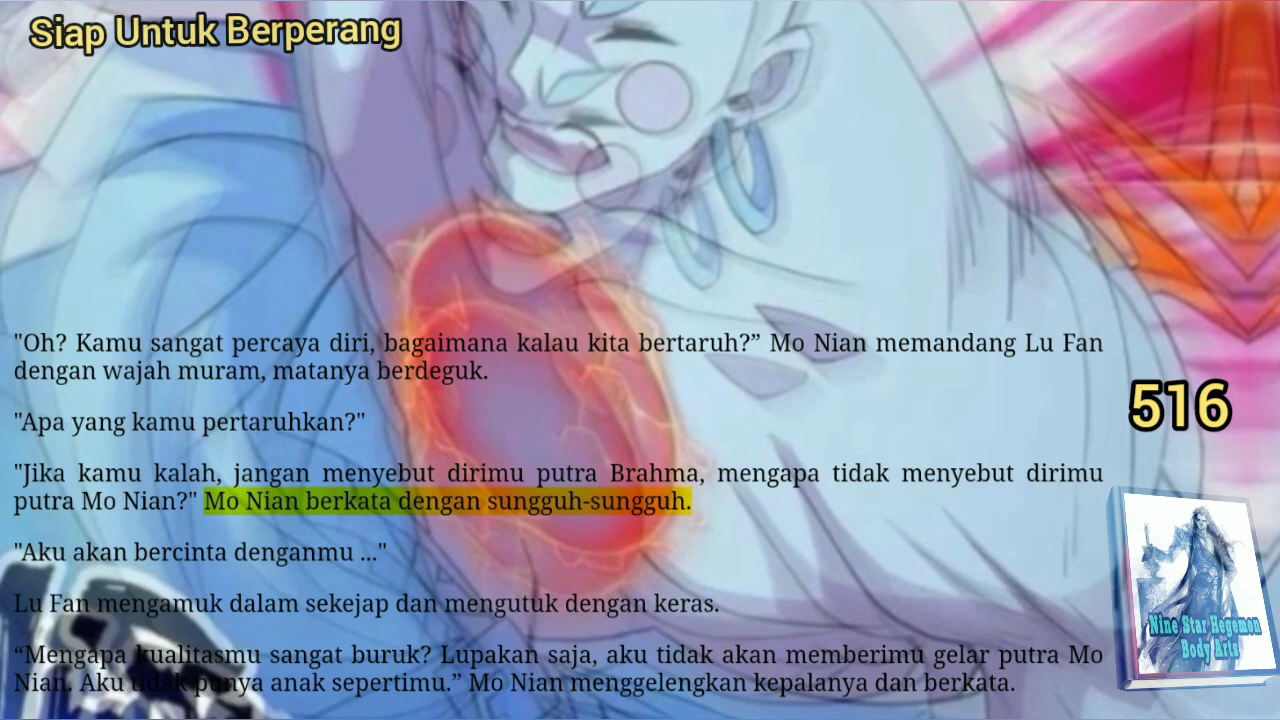 Siap Untuk Berperang
"Oh? Kamu sangat percaya diri, bagaimana kalau kita bertaruh?” Mo Nian memandang Lu Fan
dengan wajah muram, matanya berdeguk.
"Apa yang kamu pertaruhkan?"
516
"Jika kamu kalah, jangan menyebut dirimu putra Brahma, mengapa tidak menyebut dirimu
putra Mo Nian?" Mo Nian berkata dengan sungguh-sungguh.
"Aku akan bercinta denganmu ..."
Lu Fan mengamuk dalam sekejap dan mengutuk dengan keras.
“Mengapa kualitasmu sangat buruk? Lupakan saja, aku tidak akan memberimu gelar putra Mo
Nian. Aku tidak punya anak sepertimu.” Mo Nian menggelengkan kepalanya dan berkata.
Nine Star Hegemon
Body Arts